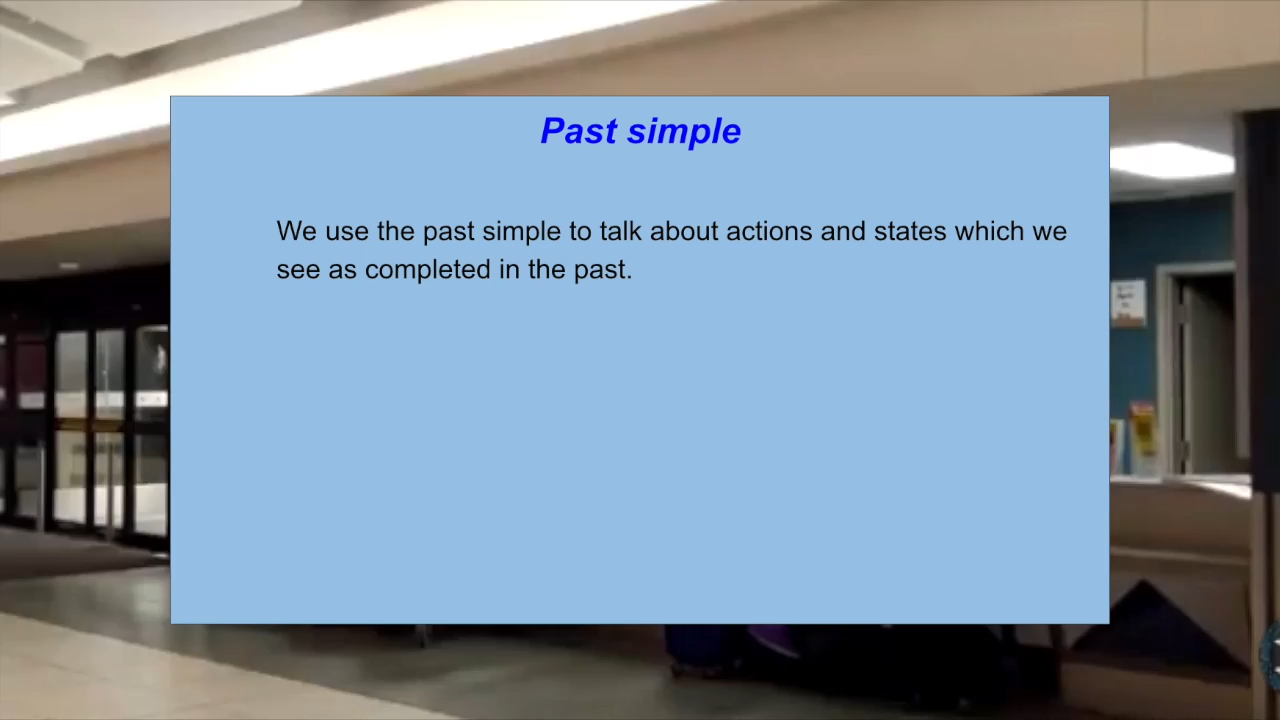 Past simple
We use the past simple to talk about actions and states which we
see as completed in the past.